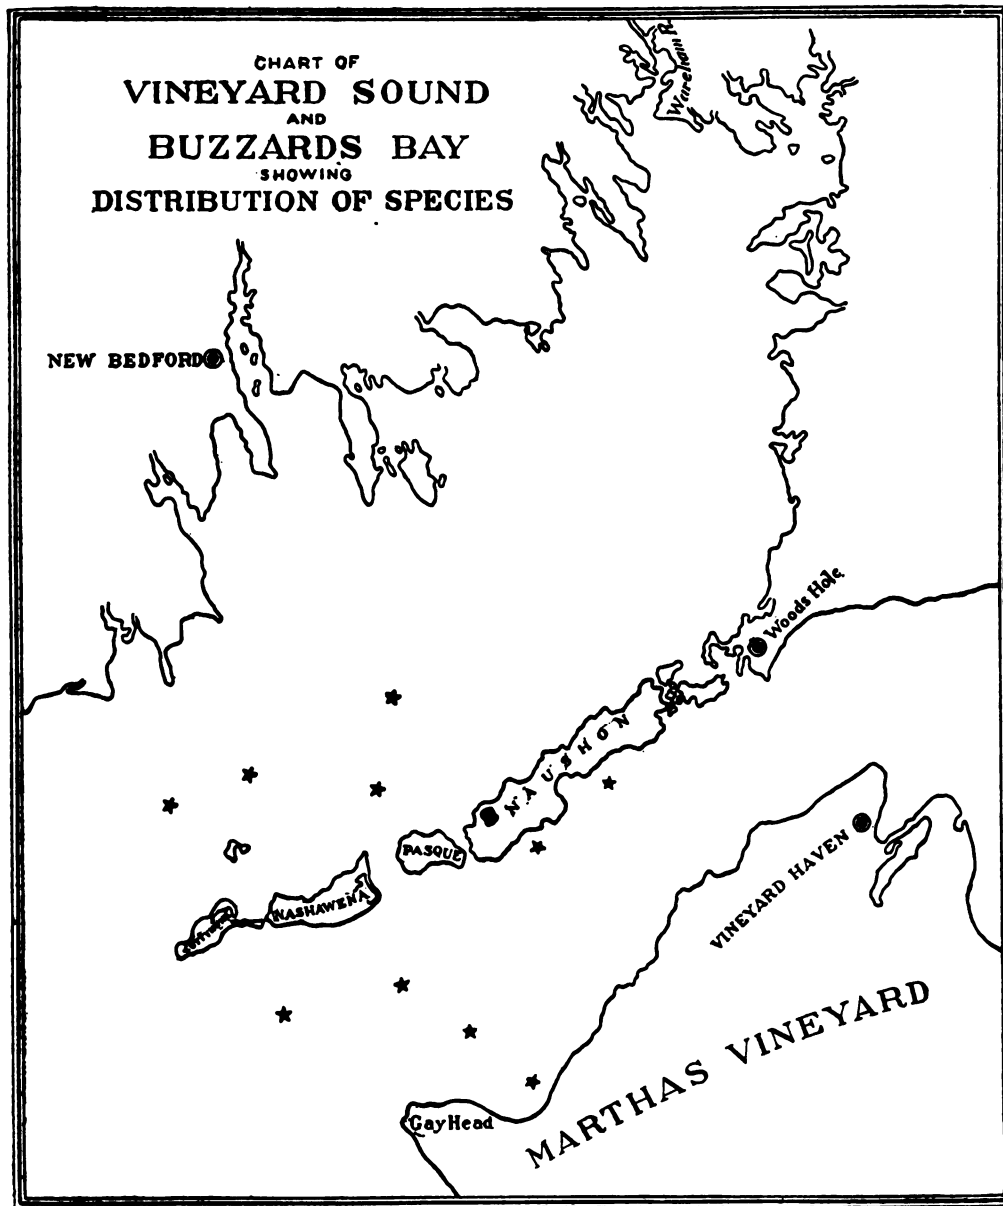 CHART OF
VINEYARD SOUND
AND
BUZZARDS BAY
SHOWING
DISTRIBUTION OF SPECIES
Wareham R.
NEW BEDFORD
Woods Hole
NAUSHON
PASQUE
NASHAWENA
VINEYARD HAVEN
MARTHAS VINEYARD
Gay Head